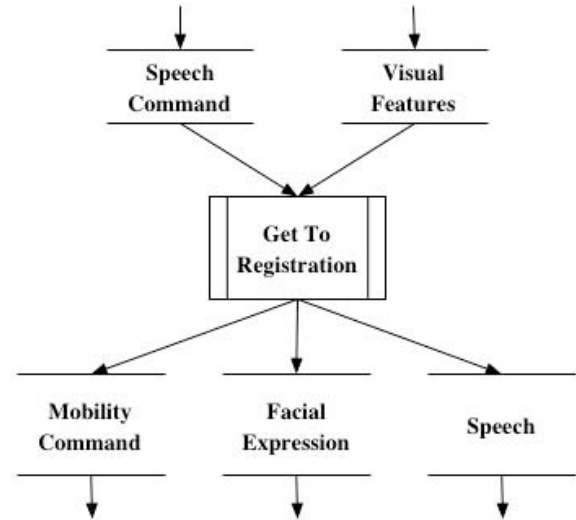 Speech
Command
Visual
Features
Get To
Registration
Mobility
Command
Facial
Expression
Speech